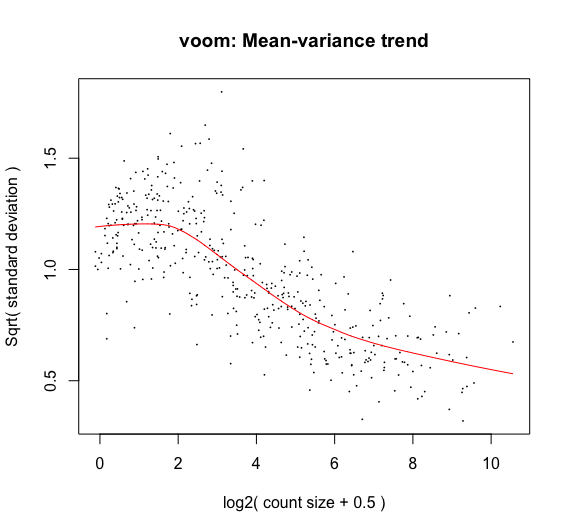 voom: Mean-variance trend
Sqrt( standard deviation )
1.5
1.0
0.5
0 2 4 6 8 10
log2( count size + 0.5 )